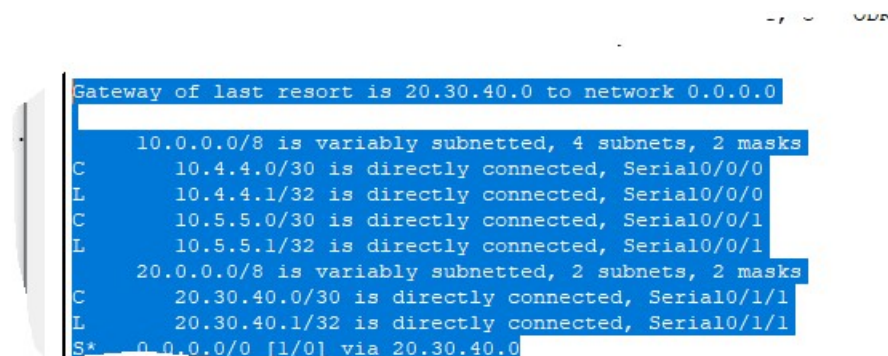 Gateway of last resort is 20.30.40.0 to network 0.0.0.0
10.0.0.0/8 is variably subnetted, 4 subnets, 2 masks
C 10.4.4.0/30 is directly connected, Serial0/0/0
L 10.4.4.1/32 is directly connected, Serial0/0/0
C 10.5.5.0/30 is directly connected, Serial0/0/1
L 10.5.5.1/32 is directly connected, Serial0/0/1
20.0.0.0/8 is variably subnetted, 2 subnets, 2 masks
C 20.30.40.0/30 is directly connected, Serial0/1/1
L 20.30.40.1/32 is directly connected, Serial0/1/1
S* 0.0.0.0/0 [1/0] via 20.30.40.0